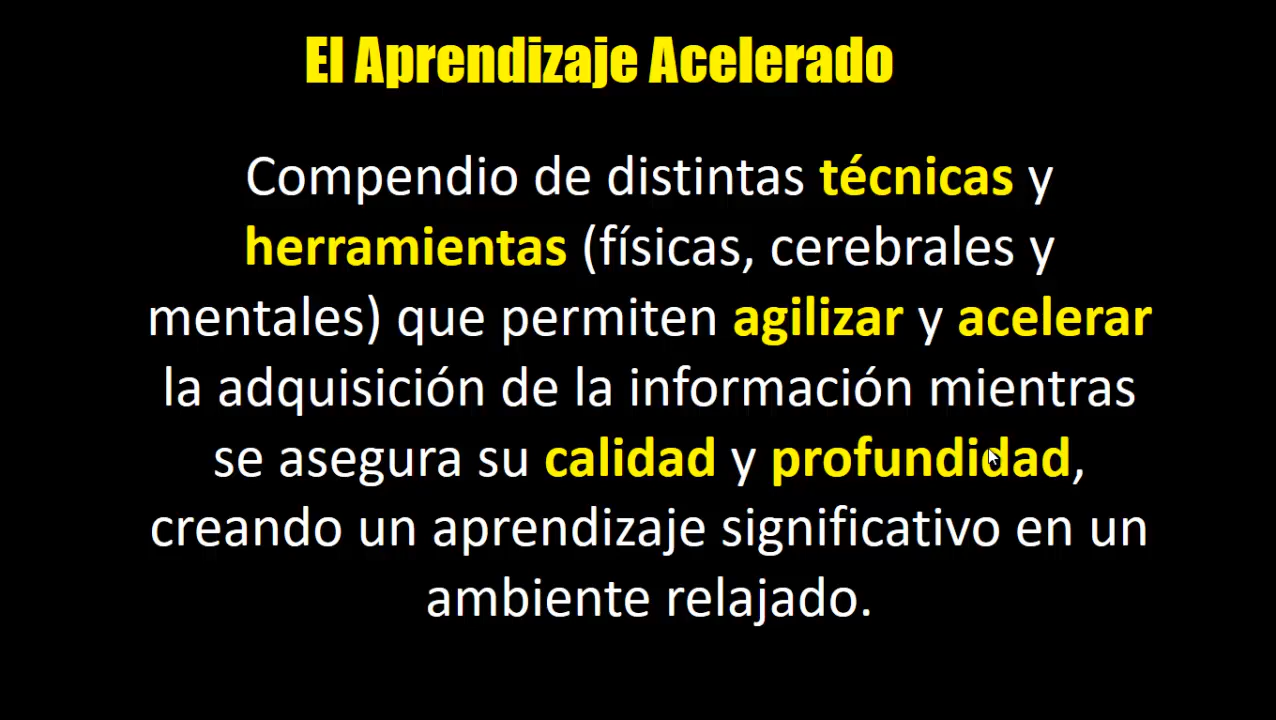 El Aprendizaje Acelerado
Compendio de distintas técnicas y
herramientas (físicas, cerebrales y
mentales) que permiten agilizar y acelerar
la adquisición de la información mientras
se asegura su calidad y profundidad,
creando un aprendizaje significativo en un
ambiente relajado.